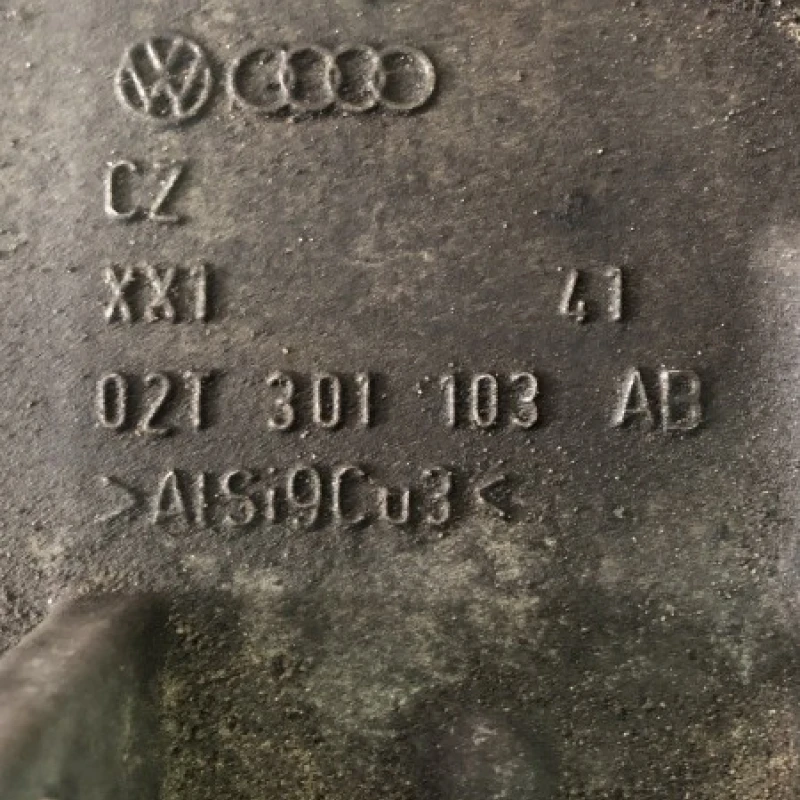 CZ
XX1 41
02T 301 103 AB
>AlSi9Cu3<